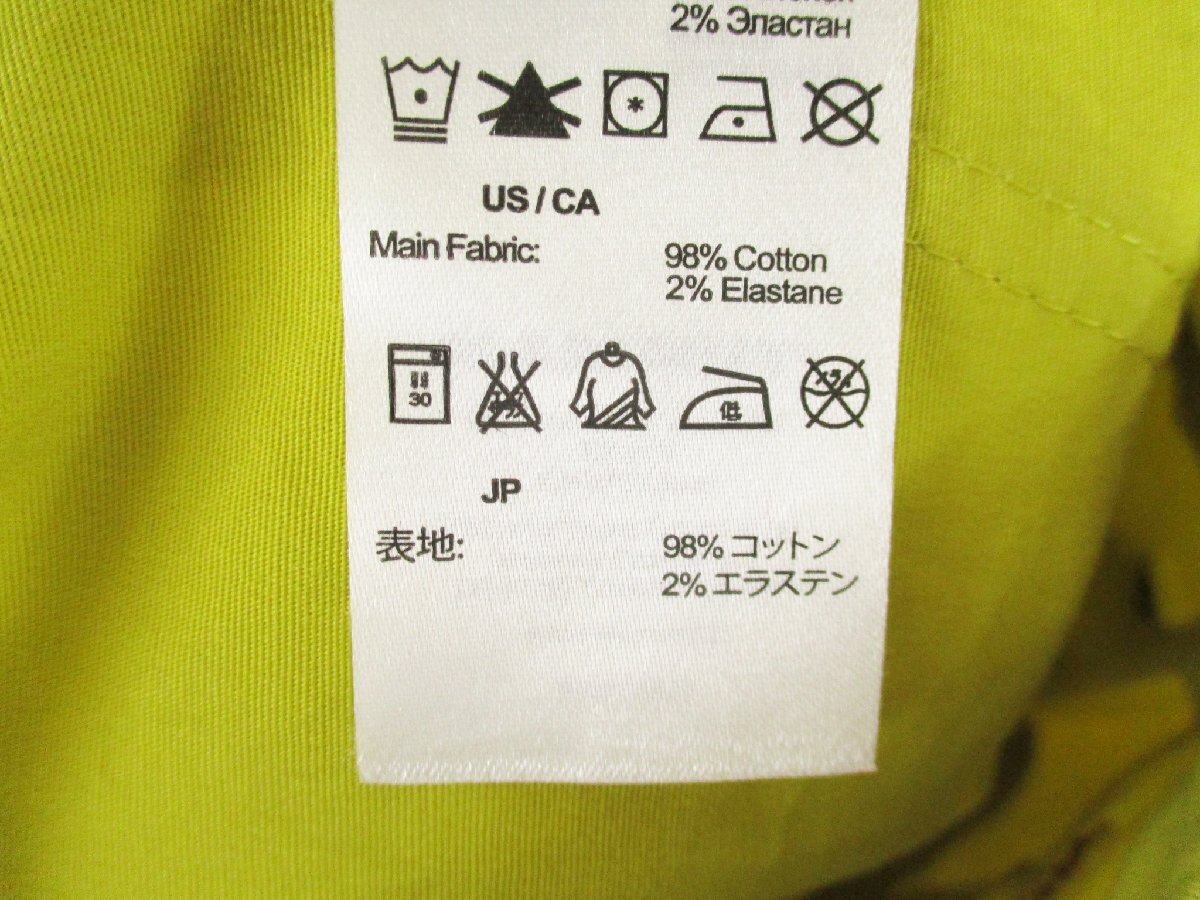 2% Эластан
US / CA
Main Fabric: 98% Cotton
2% Elastane
30
低
JP
表地: 98% コットン
2% エラステン